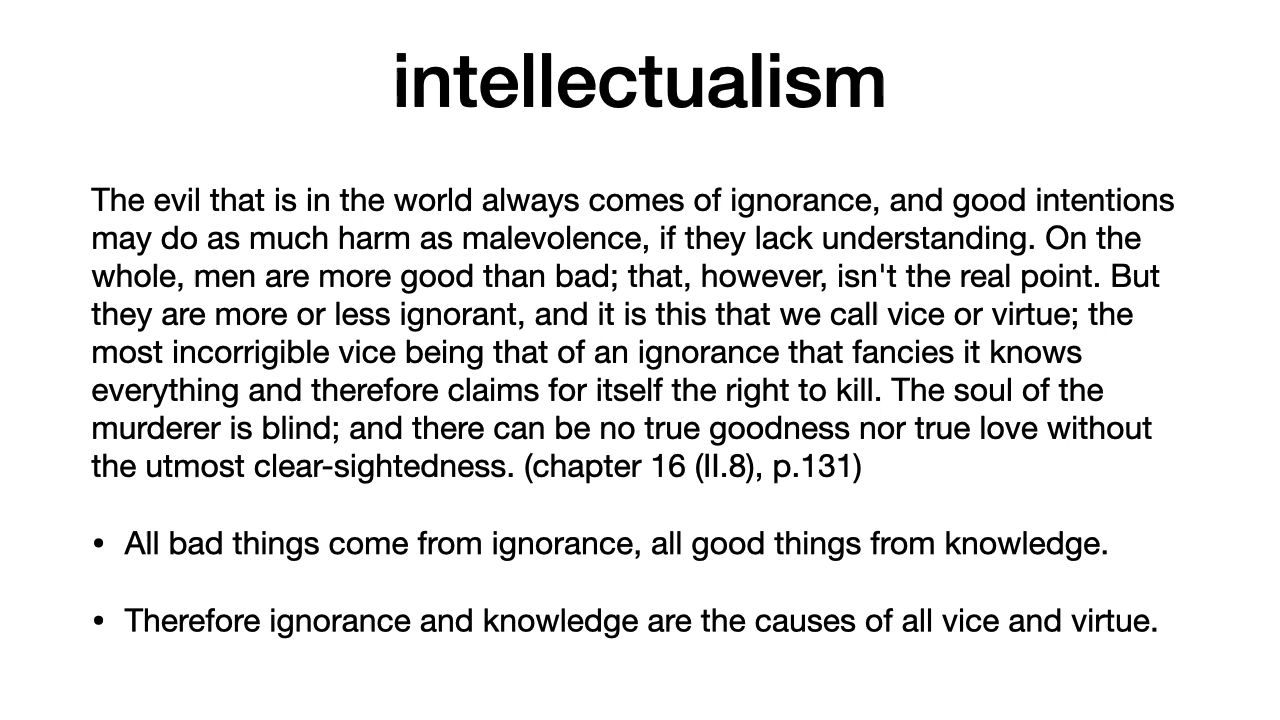 intellectualism
The evil that is in the world always comes of ignorance, and good intentions
may do as much harm as malevolence, if they lack understanding. On the
whole, men are more good than bad; that, however, isn't the real point. But
they are more or less ignorant, and it is this that we call vice or virtue; the
most incorrigible vice being that of an ignorance that fancies it knows
everything and therefore claims for itself the right to kill. The soul of the
murderer is blind; and there can be no true goodness nor true love without
the utmost clear-sightedness. (chapter 16 (II.8), p.131)
• All bad things come from ignorance, all good things from knowledge.
• Therefore ignorance and knowledge are the causes of all vice and virtue.